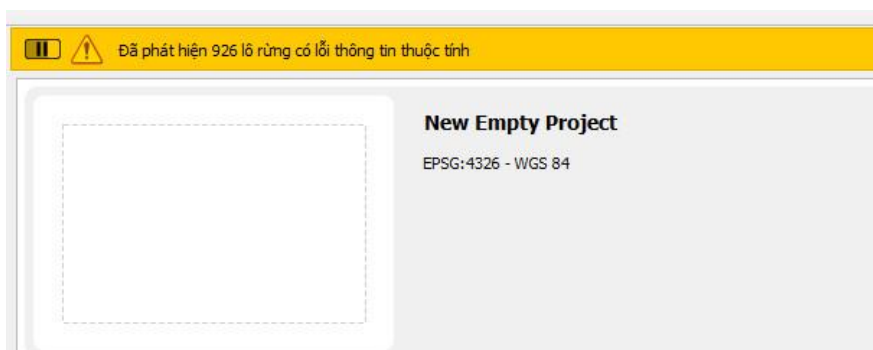 Đã phát hiện 926 lô rừng có lỗi thông tin thuộc tính
New Empty Project
EPSG:4326 - WGS 84